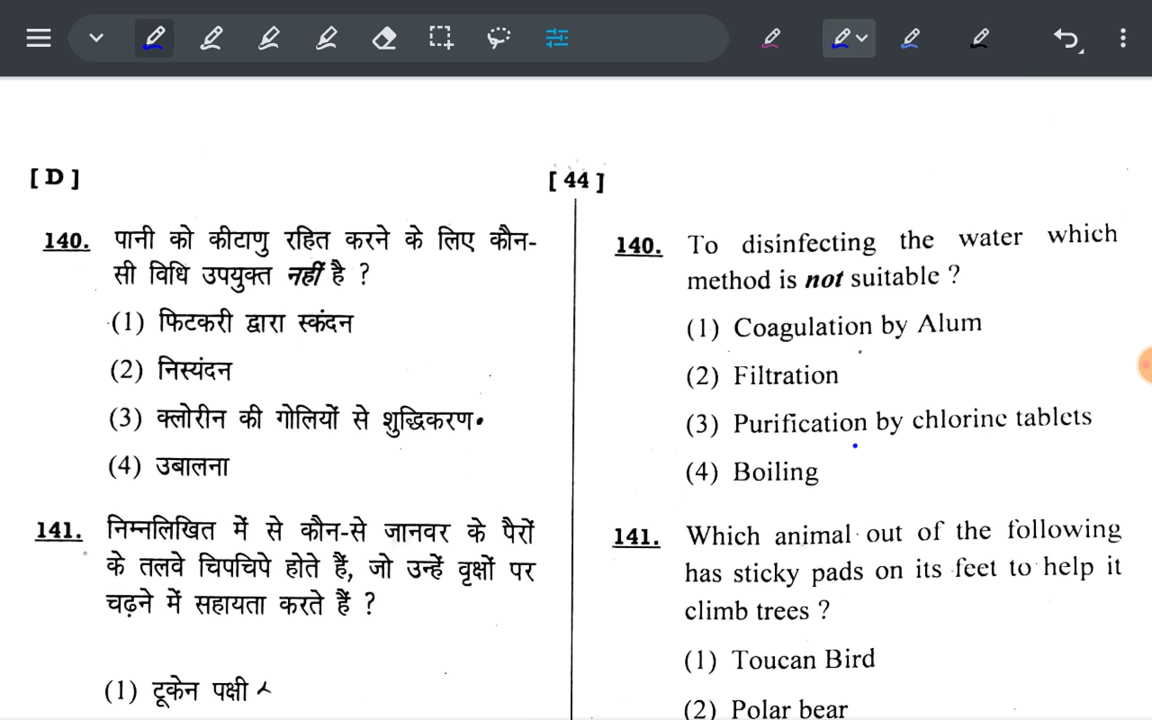 [ D ]
[ 44 ]
140. पानी को कीटाणु रहित करने के लिए कौन-
सी विधि उपयुक्त नहीं है ?
(1) फिटकरी द्वारा स्कंदन
(2) निस्यंदन
(3) क्लोरीन की गोलियों से शुद्धिकरण
(4) उबालना
141. निम्नलिखित में से कौन-से जानवर के पैरों
के तलवे चिपचिपे होते हैं, जो उन्हें वृक्षों पर
चढ़ने में सहायता करते हैं ?
(1) टूकेन पक्षी
140. To disinfecting the water which
method is not suitable ?
(1) Coagulation by Alum
(2) Filtration
(3) Purification by chlorine tablets
(4) Boiling
141. Which animal out of the following
has sticky pads on its feet to help it
climb trees ?
(1) Toucan Bird
(2) Polar bear